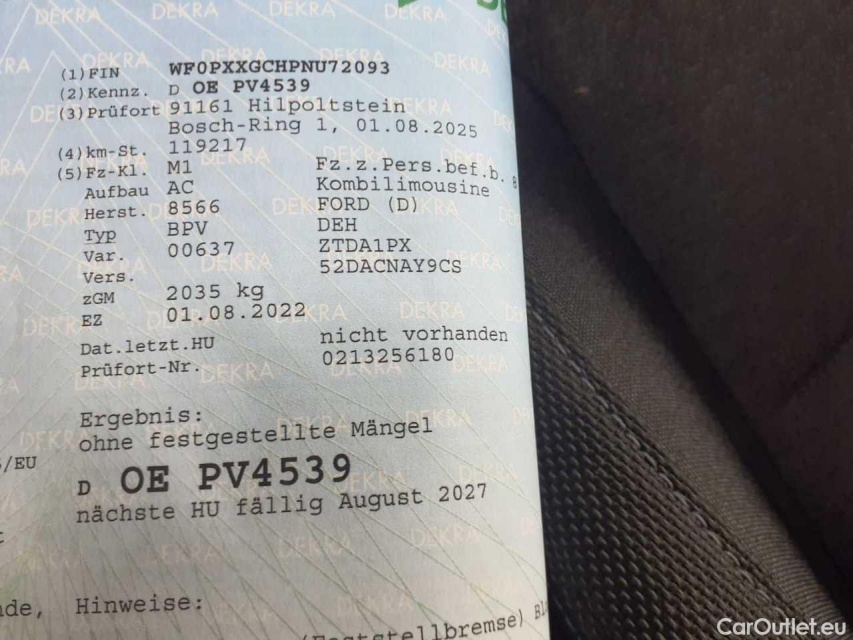 (1)FIN WF0PXXGCHPNU72093
(2)Kennz. D OE PV4539
(3)Prüfort 91161 Hilpoltstein
Bosch-Ring 1, 01.08.2025
(4)km-St. 119217
(5)Fz-Kl. M1 Fz.z.Pers.bef.b. 8
Aufbau AC Kombilimousine
Herst. 8566 FORD (D)
Typ BPV DEH
Var. 00637 ZTDA1PX
Vers. 52DACNAY9CS
zGM 2035 kg
EZ 01.08.2022
Dat.letzt.HU nicht vorhanden
Prüfort-Nr. 0213256180
Ergebnis:
ohne festgestellte Mängel
/EU
D OE PV4539
nächste HU fällig August 2027
Hinweise:
(Feststellbremse)
CarOutlet.eu